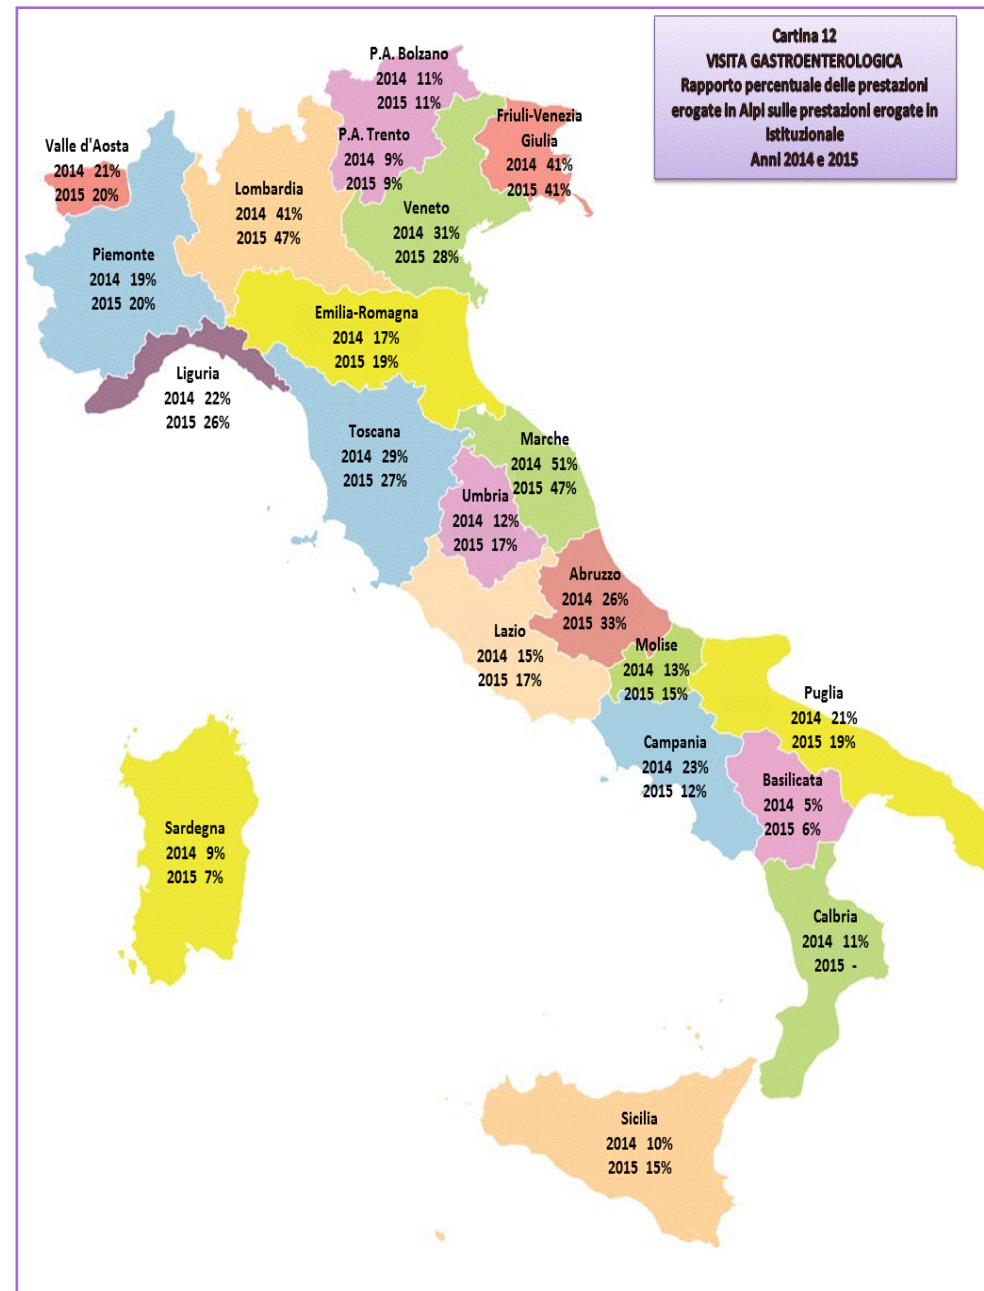 Cartina 12
VISITA GASTROENTEROLOGICA
Rapporto percentuale delle prestazioni
erogate in Alpi sulle prestazioni erogate in
Istituzionale
Anni 2014 e 2015
P.A. Bolzano
2014 11%
2015 11%
Friuli-Venezia
Giulia
2014 41%
2015 41%
P.A. Trento
2014 9%
2015 9%
Valle d'Aosta
2014 21%
2015 20%
Lombardia
2014 41%
2015 47%
Veneto
2014 31%
2015 28%
Piemonte
2014 19%
2015 20%
Emilia-Romagna
2014 17%
2015 19%
Liguria
2014 22%
2015 26%
Toscana
2014 29%
2015 27%
Marche
2014 51%
2015 47%
Umbria
2014 12%
2015 17%
Abruzzo
2014 26%
2015 33%
Lazio
2014 15%
2015 17%
Molise
2014 13%
2015 15%
Puglia
2014 21%
2015 19%
Campania
2014 23%
2015 12%
Basilicata
2014 5%
2015 6%
Sardegna
2014 9%
2015 7%
Calbria
2014 11%
2015 -
Sicilia
2014 10%
2015 15%